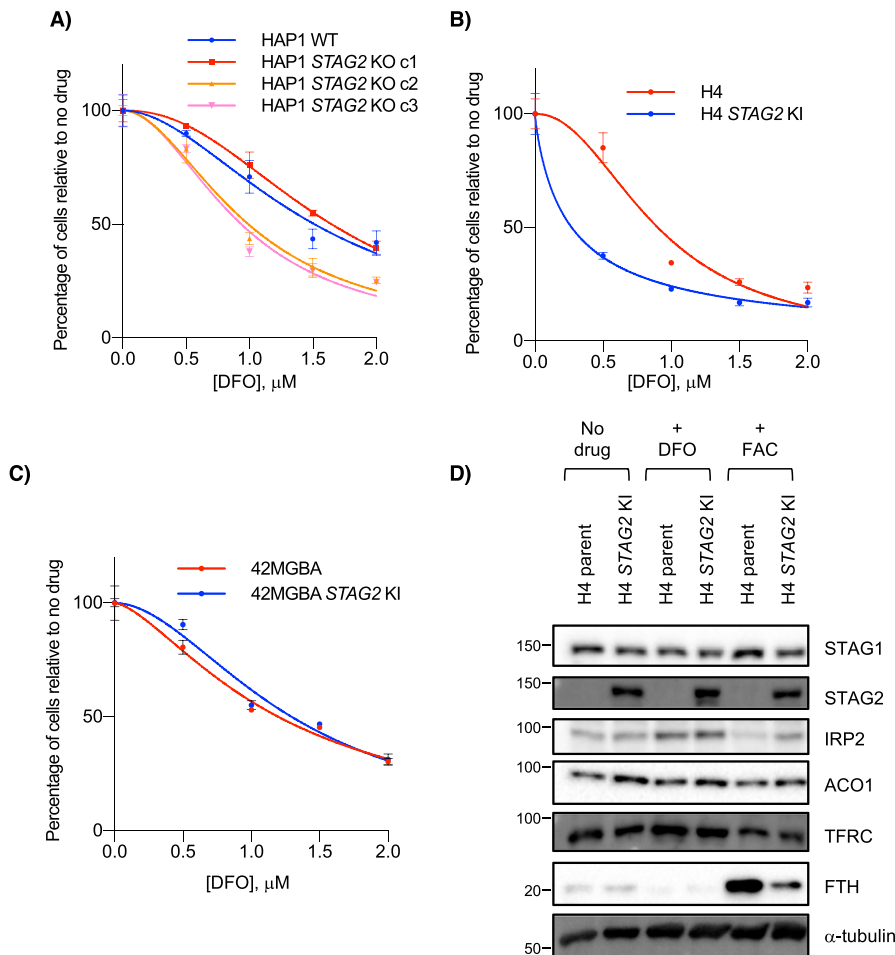 A)
HAP1 WT
HAP1 STAG2 KO c1
HAP1 STAG2 KO c2
HAP1 STAG2 KO c3
Percentage of cells relative to no drug
100
50
0
0.0 0.5 1.0 1.5 2.0
[DFO], μM
B)
H4
H4 STAG2 KI
Percentage of cells relative to no drug
100
50
0
0.0 0.5 1.0 1.5 2.0
[DFO], μM
C)
42MGBA
42MGBA STAG2 KI
Percentage of cells relative to no drug
100
50
0
0.0 0.5 1.0 1.5 2.0
[DFO], μM
D)
No drug
+ DFO
+ FAC
H4 parent
H4 STAG2 KI
H4 parent
H4 STAG2 KI
H4 parent
H4 STAG2 KI
150 STAG1
150 STAG2
100 IRP2
100 ACO1
100 TFRC
20 FTH
50 α-tubulin